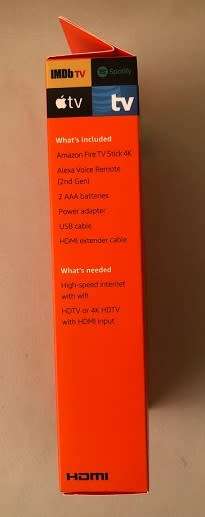 IMDb TV
Spotify
tv
tv
What's included
Amazon Fire TV Stick 4K
Alexa Voice Remote
(2nd Gen)
2 AAA batteries
Power adapter
USB cable
HDMI extender cable
What's needed
High-speed internet
with wifi
HDTV or 4K HDTV
with HDMI input
HDMI